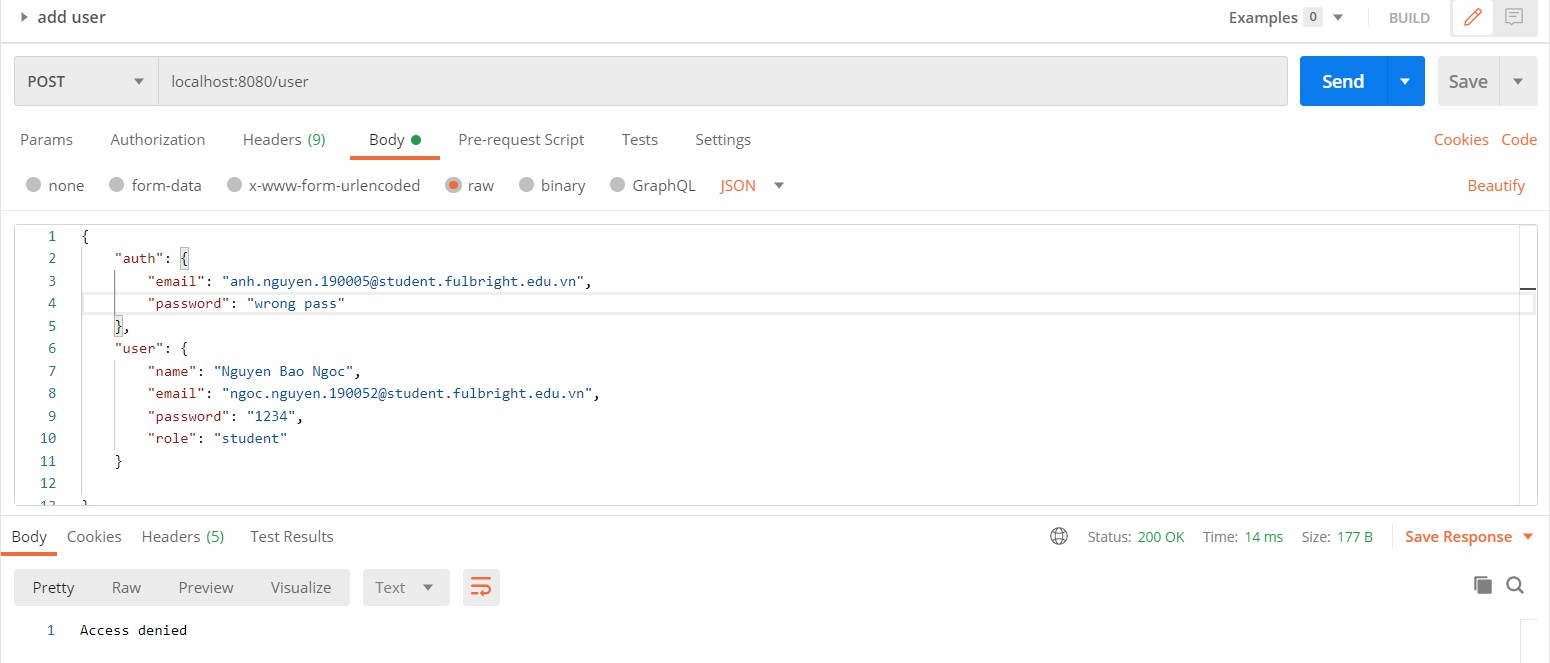 add user Examples 0 BUILD
POST localhost:8080/user Send Save
Params Authorization Headers (9) Body Pre-request Script Tests Settings Cookies Code
none form-data x-www-form-urlencoded raw binary GraphQL JSON Beautify
1 {
2 "auth": {
3 "email": "anh.nguyen.190005@student.fulbright.edu.vn",
4 "password": "wrong pass"
5 },
6 "user": {
7 "name": "Nguyen Bao Ngoc",
8 "email": "ngoc.nguyen.190052@student.fulbright.edu.vn",
9 "password": "1234",
10 "role": "student"
11 }
12
13 }
Body Cookies Headers (5) Test Results Status: 200 OK Time: 14 ms Size: 177 B Save Response
Pretty Raw Preview Visualize Text
1 Access denied